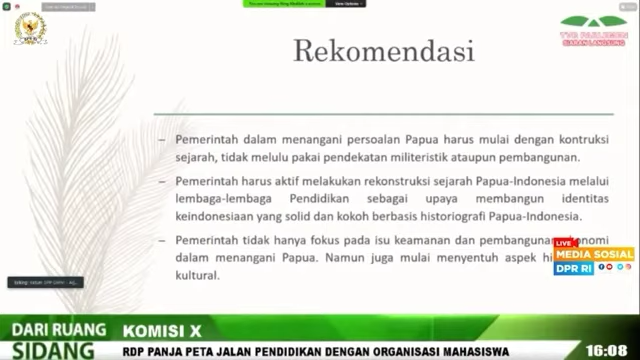 Rekomendasi
TVR PARLEMEN
SIARAN LANGSUNG
– Pemerintah dalam menangani persoalan Papua harus mulai dengan kontruksi
sejarah, tidak melulu pakai pendekatan militeristik ataupun pembangunan.
– Pemerintah harus aktif melakukan rekonstruksi sejarah Papua-Indonesia melalui
lembaga-lembaga Pendidikan sebagai upaya membangun identitas
keindonesiaan yang solid dan kokoh berbasis historiografi Papua-Indonesia.
– Pemerintah tidak hanya fokus pada isu keamanan dan pembangunan
dalam menangani Papua. Namun juga mulai menyentuh aspek
kultural.
LIVE
MEDIA SOSIAL
DPR RI
DARI RUANG
SIDANG
KOMISI X
RDP PANJA PETA JALAN PENDIDIKAN DENGAN ORGANISASI MAHASISWA
16:08